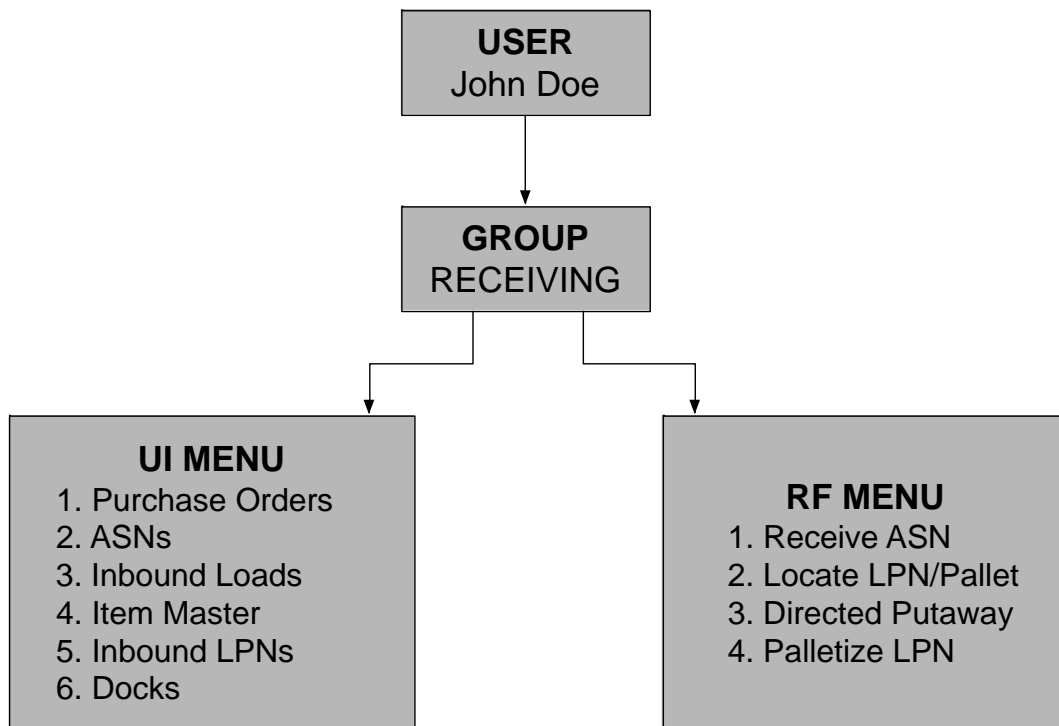 USER
John Doe
GROUP
RECEIVING
UI MENU
1. Purchase Orders
2. ASNs
3. Inbound Loads
4. Item Master
5. Inbound LPNs
6. Docks
RF MENU
1. Receive ASN
2. Locate LPN/Pallet
3. Directed Putaway
4. Palletize LPN